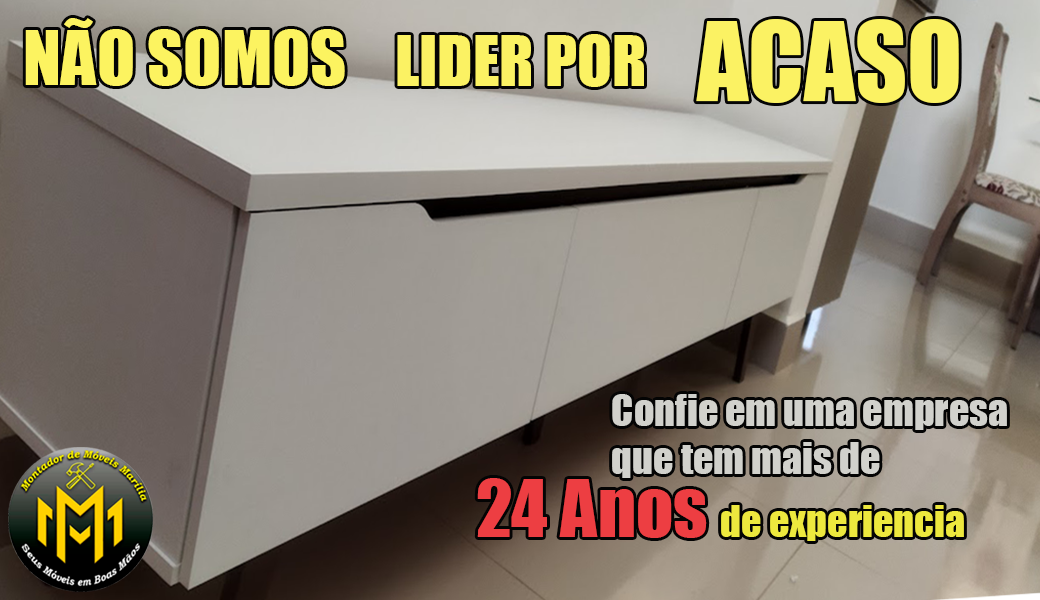 NÃO SOMOS LIDER POR ACASO
Confie em uma empresa
que tem mais de
24 Anos de experiencia
Montador de Móveis Marília
MM
Seus Móveis em Boas Mãos